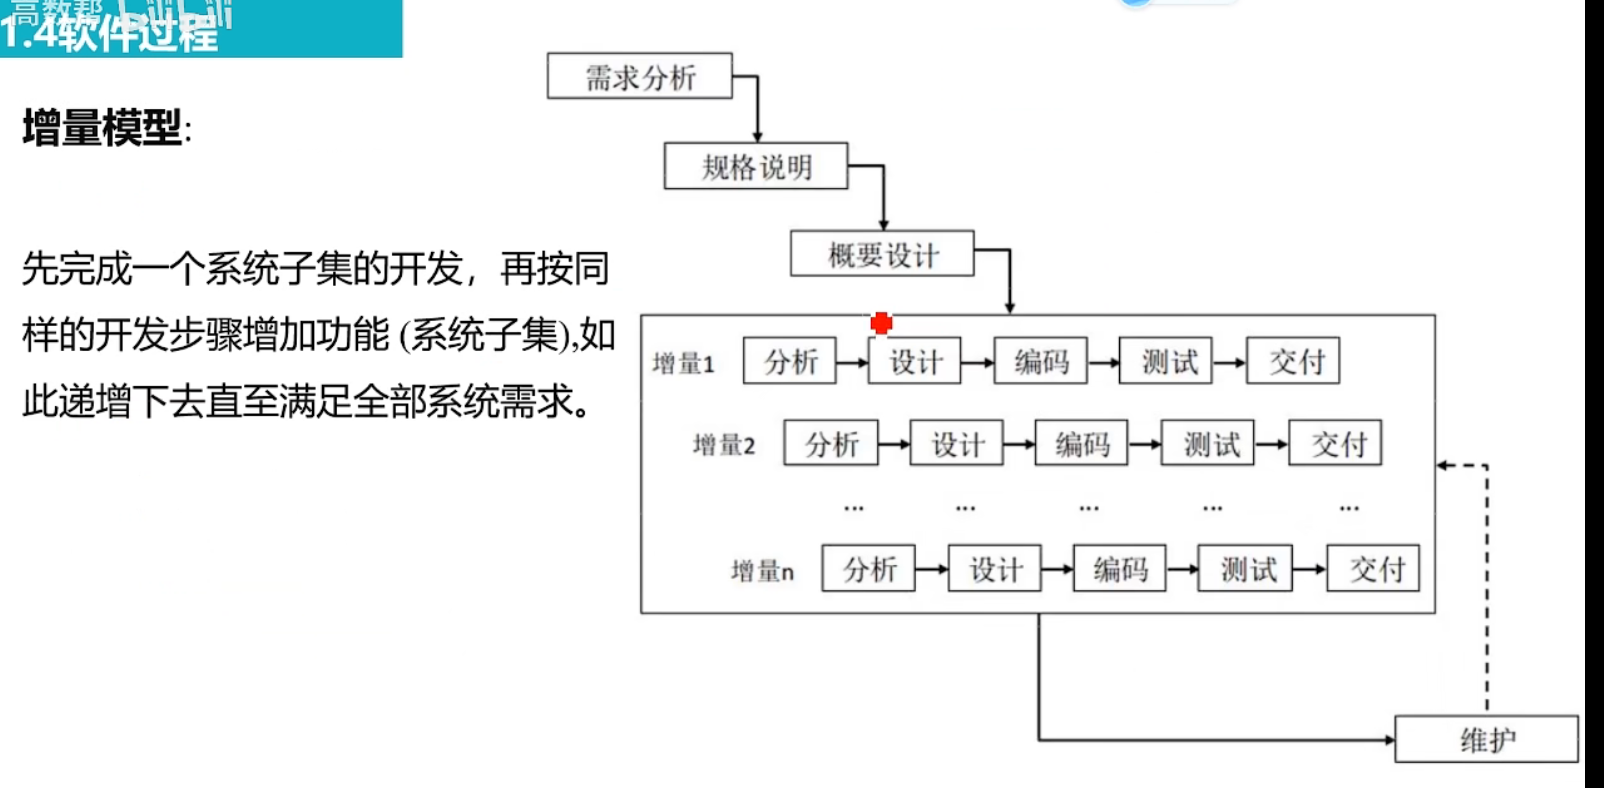 高数帮 bilibili
1.4软件过程
增量模型:
先完成一个系统子集的开发，再按同
样的开发步骤增加功能 (系统子集),如
此递增下去直至满足全部系统需求。
需求分析
规格说明
概要设计
增量1 分析 设计 编码 测试 交付
增量2 分析 设计 编码 测试 交付
... ... ... ... ...
增量n 分析 设计 编码 测试 交付
维护